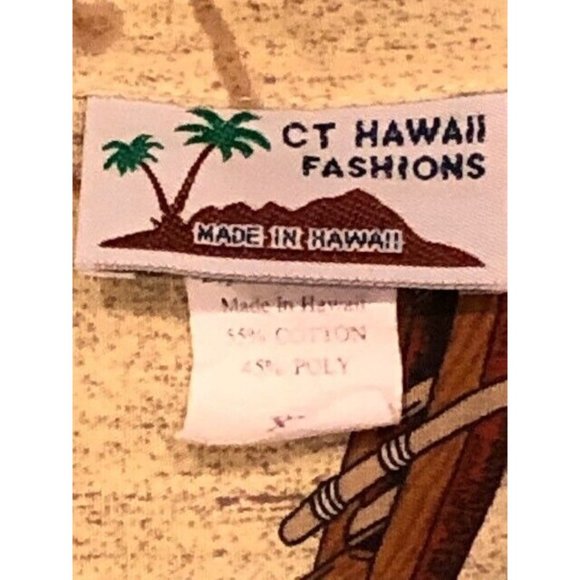 CT HAWAII
FASHIONS
MADE IN HAWAII
Made In Hawaii
55% COTTON
45% POLY